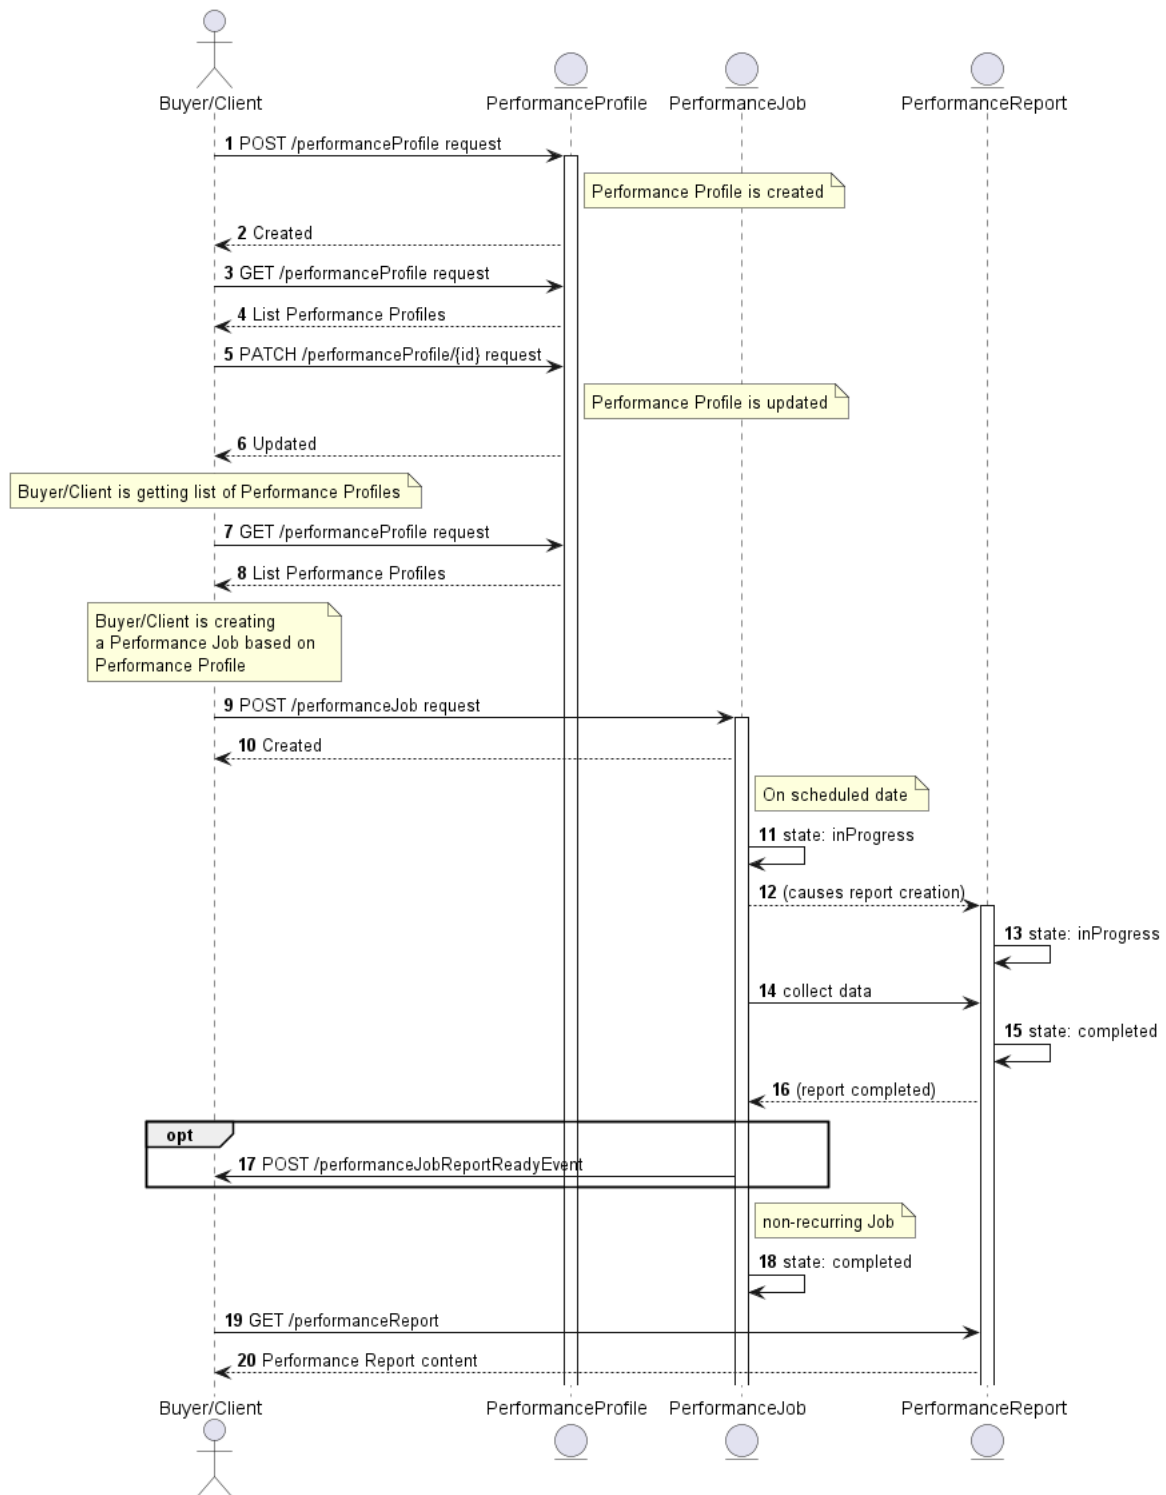 Buyer/Client
PerformanceProfile
PerformanceJob
PerformanceReport
1 POST /performanceProfile request
Performance Profile is created
2 Created
3 GET /performanceProfile request
4 List Performance Profiles
5 PATCH /performanceProfile/{id} request
Performance Profile is updated
6 Updated
Buyer/Client is getting list of Performance Profiles
7 GET /performanceProfile request
8 List Performance Profiles
Buyer/Client is creating
a Performance Job based on
Performance Profile
9 POST /performanceJob request
10 Created
On scheduled date
11 state: inProgress
12 (causes report creation)
13 state: inProgress
14 collect data
15 state: completed
16 (report completed)
opt
17 POST /performanceJobReportReadyEvent
non-recurring Job
18 state: completed
19 GET /performanceReport
20 Performance Report content
Buyer/Client
PerformanceProfile
PerformanceJob
PerformanceReport